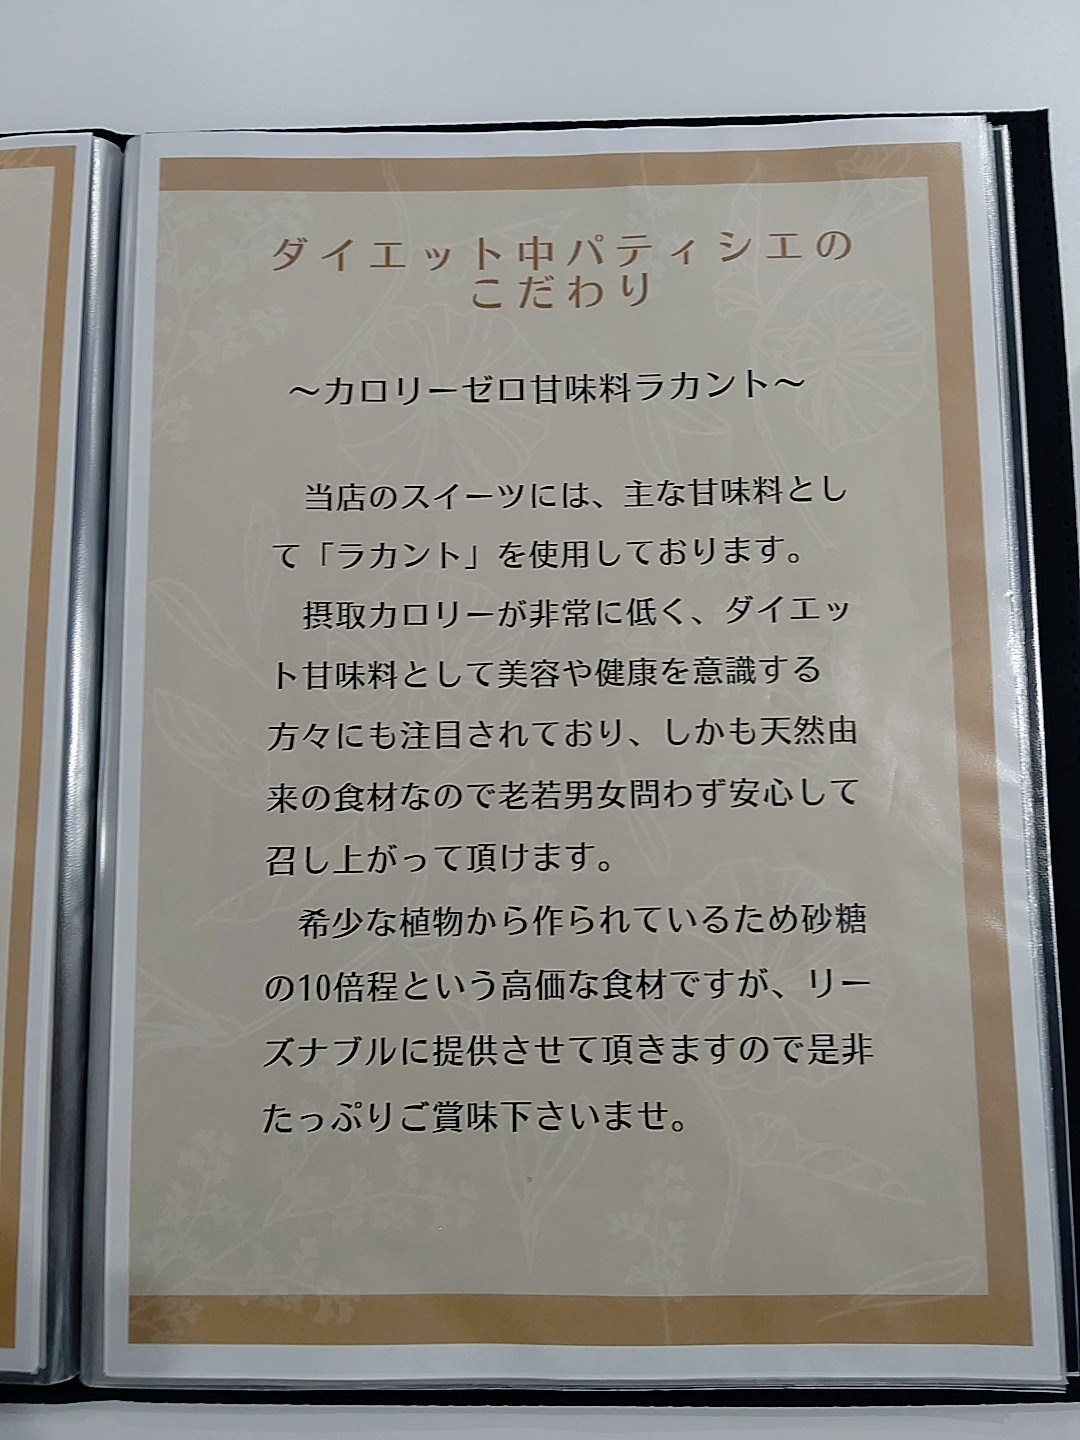 ダイエット中パティシエの
こだわり
〜カロリーゼロ甘味料ラカント〜
当店のスイーツには、主な甘味料とし
て「ラカント」を使用しております。
摂取カロリーが非常に低く、ダイエッ
ト甘味料として美容や健康を意識する
方々にも注目されており、しかも天然由
来の食材なので老若男女問わず安心して
召し上がって頂けます。
希少な植物から作られているため砂糖
の10倍程という高価な食材ですが、リー
ズナブルに提供させて頂きますので是非
たっぷりご賞味下さいませ。